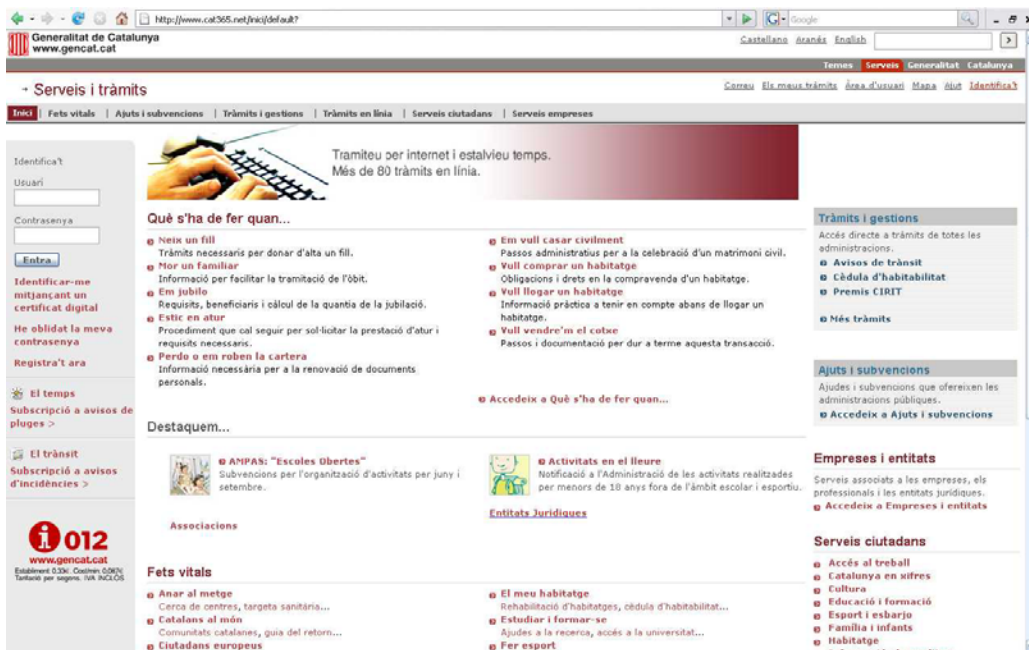 http://www.cat365.net/inici/default?
Google
Generalitat de Catalunya
www.gencat.cat
Castellano Aranés English
Temes Serveis Generalitat Catalunya
Serveis i tràmits
Correu Els meus tràmits Àrea d'usuari Mapa Ajut Identifica't
Inici | Fets vitals | Ajuts i subvencions | Tràmits i gestions | Tràmits en línia | Serveis ciutadans | Serveis empreses
Identifica't
Usuari
Contrasenya
Entra
Identificar-me
mitjançant un
certificat digital
He oblidat la meva
contrasenya
Registra't ara
El temps
Subscripció a avisos de
pluges >
El trànsit
Subscripció a avisos
d'incidències >
012
www.gencat.cat
Tramiteu per internet i estalvieu temps.
Més de 80 tràmits en línia.
Què s'ha de fer quan...
Neix un fill
Tràmits necessaris per donar d'alta un fill.
Mor un familiar
Informació per facilitar la tramitació de l'òbit.
Em jubilo
Requisits, beneficiaris i càlcul de la quantia de la jubilació.
Estic en atur
Procediment que cal seguir per sol·licitar la prestació d'atur i
requisits necessaris.
Perdo o em roben la cartera
Informació necessària per a la renovació de documents
personals.
Em vull casar civilment
Passos administratius per a la celebració d'un matrimoni civil.
Vull comprar un habitatge
Obligacions i drets en la compravenda d'un habitatge.
Vull llogar un habitatge
Informació pràctica a tenir en compte abans de llogar un
habitatge.
Vull vendre'm el cotxe
Passos i documentació per dur a terme aquesta transacció.
Accedeix a Què s'ha de fer quan...
Destaquem...
AMPAS: "Escoles Obertes"
Subvencions per l'organització d'activitats per juny i
setembre.
Associacions
Activitats en el lleure
Notificació a l'Administració de les activitats realitzades
per menors de 18 anys fora de l'àmbit escolar i esportiu.
Entitats Jurídiques
Fets vitals
Anar al metge
Cerca de centres, targeta sanitària...
Catalans al món
Comunitats catalanes, guia del retorn...
Ciutadans europeus
El meu habitatge
Rehabilitació d'habitatges, cèdula d'habitabilitat...
Estudiar i formar-se
Ajudes a la recerca, accés a la universitat...
Fer esport
Tràmits i gestions
Accés directe a tràmits de totes les
administracions.
Avisos de trànsit
Cèdula d'habitabilitat
Premis CIRIT
Més tràmits
Ajuts i subvencions
Ajudes i subvencions que ofereixen les
administracions públiques.
Accedeix a Ajuts i subvencions
Empreses i entitats
Serveis associats a les empreses, els
professionals i les entitats jurídiques.
Accedeix a Empreses i entitats
Serveis ciutadans
Accés al treball
Catalunya en xifres
Cultura
Educació i formació
Esport i esbarjo
Família i infants
Habitatge